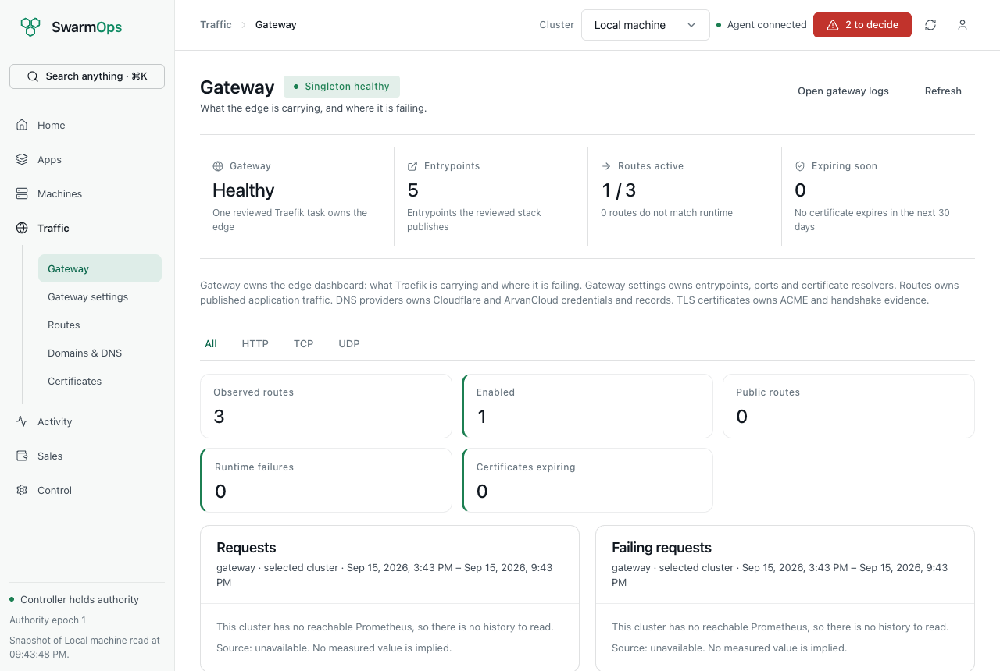 SwarmOps
Search anything · ⌘K
Home
Apps
Machines
Traffic
Gateway
Gateway settings
Routes
Domains & DNS
Certificates
Activity
Sales
Control
Controller holds authority
Authority epoch 1
Snapshot of Local machine read at
09:43:48 PM.
Traffic
Gateway
Cluster
Local machine
Agent connected
2 to decide
Gateway
Singleton healthy
What the edge is carrying, and where it is failing.
Open gateway logs
Refresh
Gateway
Healthy
One reviewed Traefik task owns the
edge
Entrypoints
5
Entrypoints the reviewed stack
publishes
Routes active
1 / 3
0 routes do not match runtime
Expiring soon
0
No certificate expires in the next 30
days
Gateway owns the edge dashboard: what Traefik is carrying and where it is failing. Gateway settings owns entrypoints, ports and certificate resolvers. Routes owns
published application traffic. DNS providers owns Cloudflare and ArvanCloud credentials and records. TLS certificates owns ACME and handshake evidence.
All
HTTP
TCP
UDP
Observed routes
3
Enabled
1
Public routes
0
Runtime failures
0
Certificates expiring
0
Requests
gateway · selected cluster · Sep 15, 2026, 3:43 PM – Sep 15, 2026, 9:43
PM
This cluster has no reachable Prometheus, so there is no history to read.
Source: unavailable. No measured value is implied.
Failing requests
gateway · selected cluster · Sep 15, 2026, 3:43 PM – Sep 15, 2026, 9:43
PM
This cluster has no reachable Prometheus, so there is no history to read.
Source: unavailable. No measured value is implied.